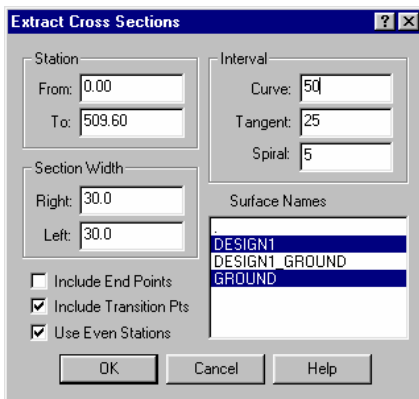 Extract Cross Sections
Station
From: 0.00
To: 509.60
Section Width
Right: 30.0
Left: 30.0
Include End Points
Include Transition Pts
Use Even Stations
Interval
Curve: 50
Tangent: 25
Spiral: 5
Surface Names
.
DESIGN1
DESIGN1_GROUND
GROUND
OK
Cancel
Help